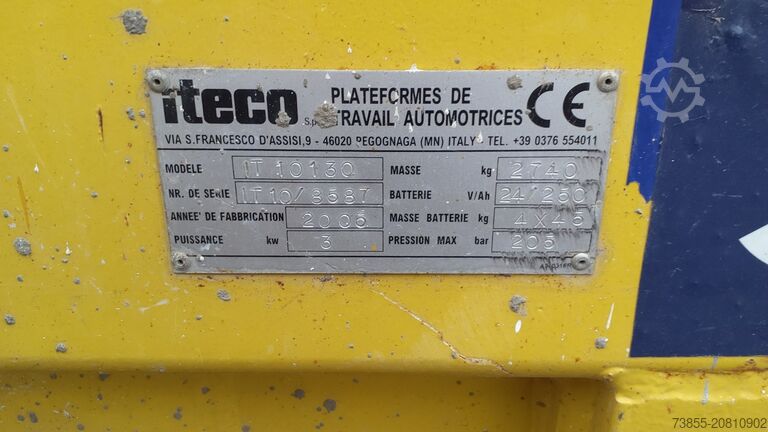 iteco S.p. PLATEFORMES DE TRAVAIL AUTOMOTRICES CE
VIA S.FRANCESCO D'ASSISI,9 - 46020 PEGOGNAGA (MN) ITALY - TEL. +39 0376 554011
MODELE IT 10130 MASSE kg 2740
NR. DE SERIE IT10/8587 BATTERIE V/Ah 24/250
ANNEE' DE FABBRICATION 2005 MASSE BATTERIE kg 4X45
PUISSANCE kw 3 PRESSION MAX bar 205
73855-20810902